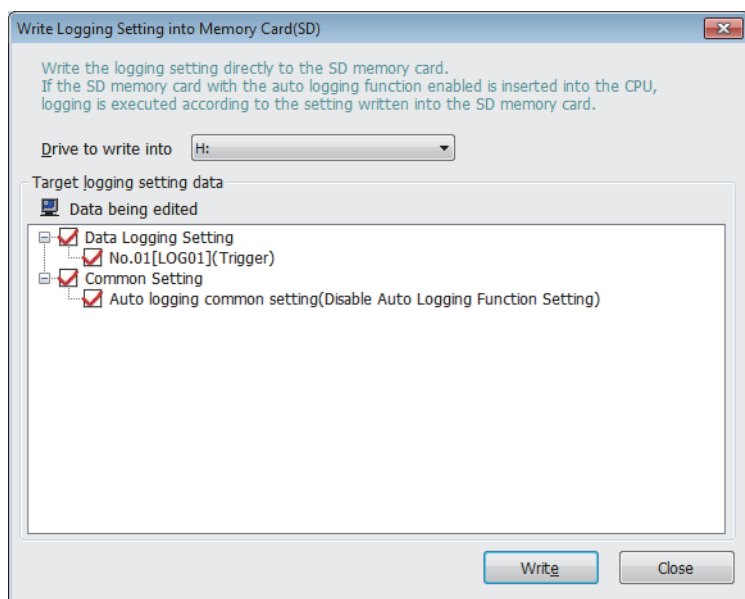 Write Logging Setting into Memory Card(SD)
Write the logging setting directly to the SD memory card.
If the SD memory card with the auto logging function enabled is inserted into the CPU,
logging is executed according to the setting written into the SD memory card.
Drive to write into H:
Target logging setting data
Data being edited
Data Logging Setting
No.01[LOG01](Trigger)
Common Setting
Auto logging common setting(Disable Auto Logging Function Setting)
Write Close